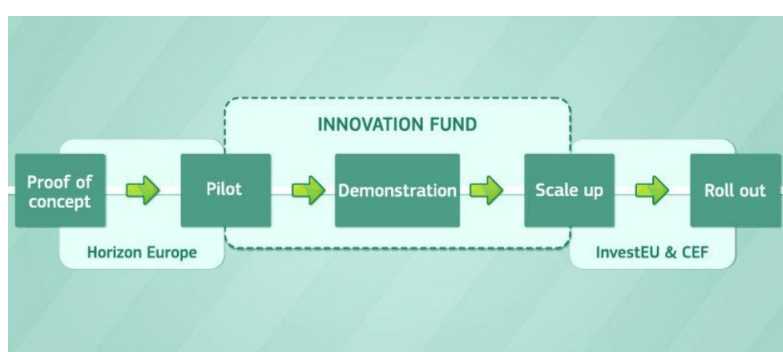 INNOVATION FUND
Proof of
concept
Pilot
Demonstration
Scale up
Roll out
Horizon Europe
InvestEU & CEF